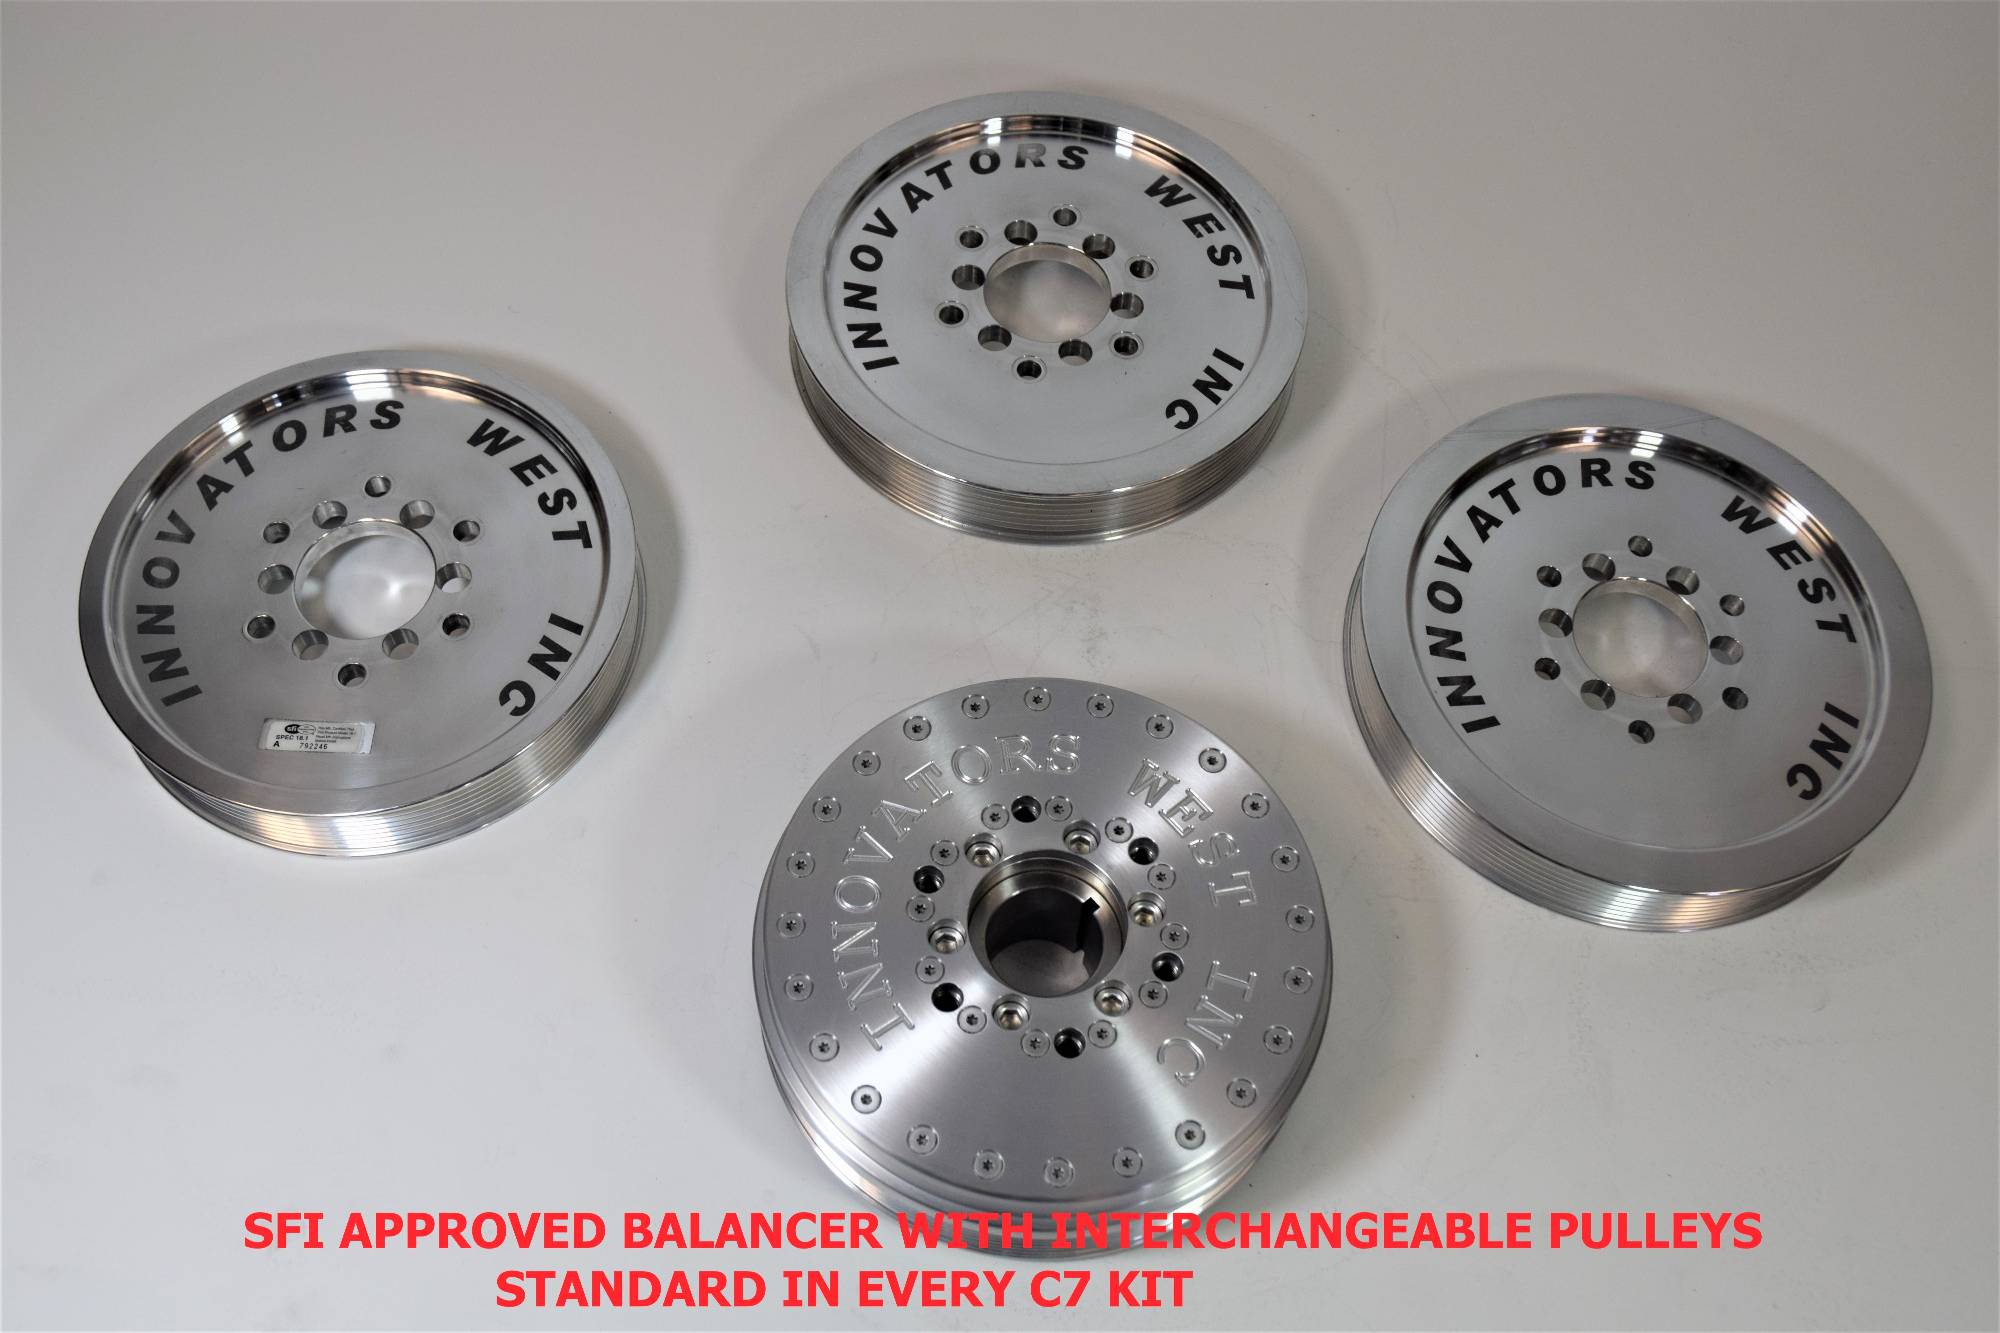 INNOVATORS WEST INC
INNOVATORS WEST INC
INNOVATORS WEST INC
sfi
SPEC 18.1
A 792246
INNOVATORS WEST INC
SFI APPROVED BALANCER WITH INTERCHANGEABLE PULLEYS
STANDARD IN EVERY C7 KIT